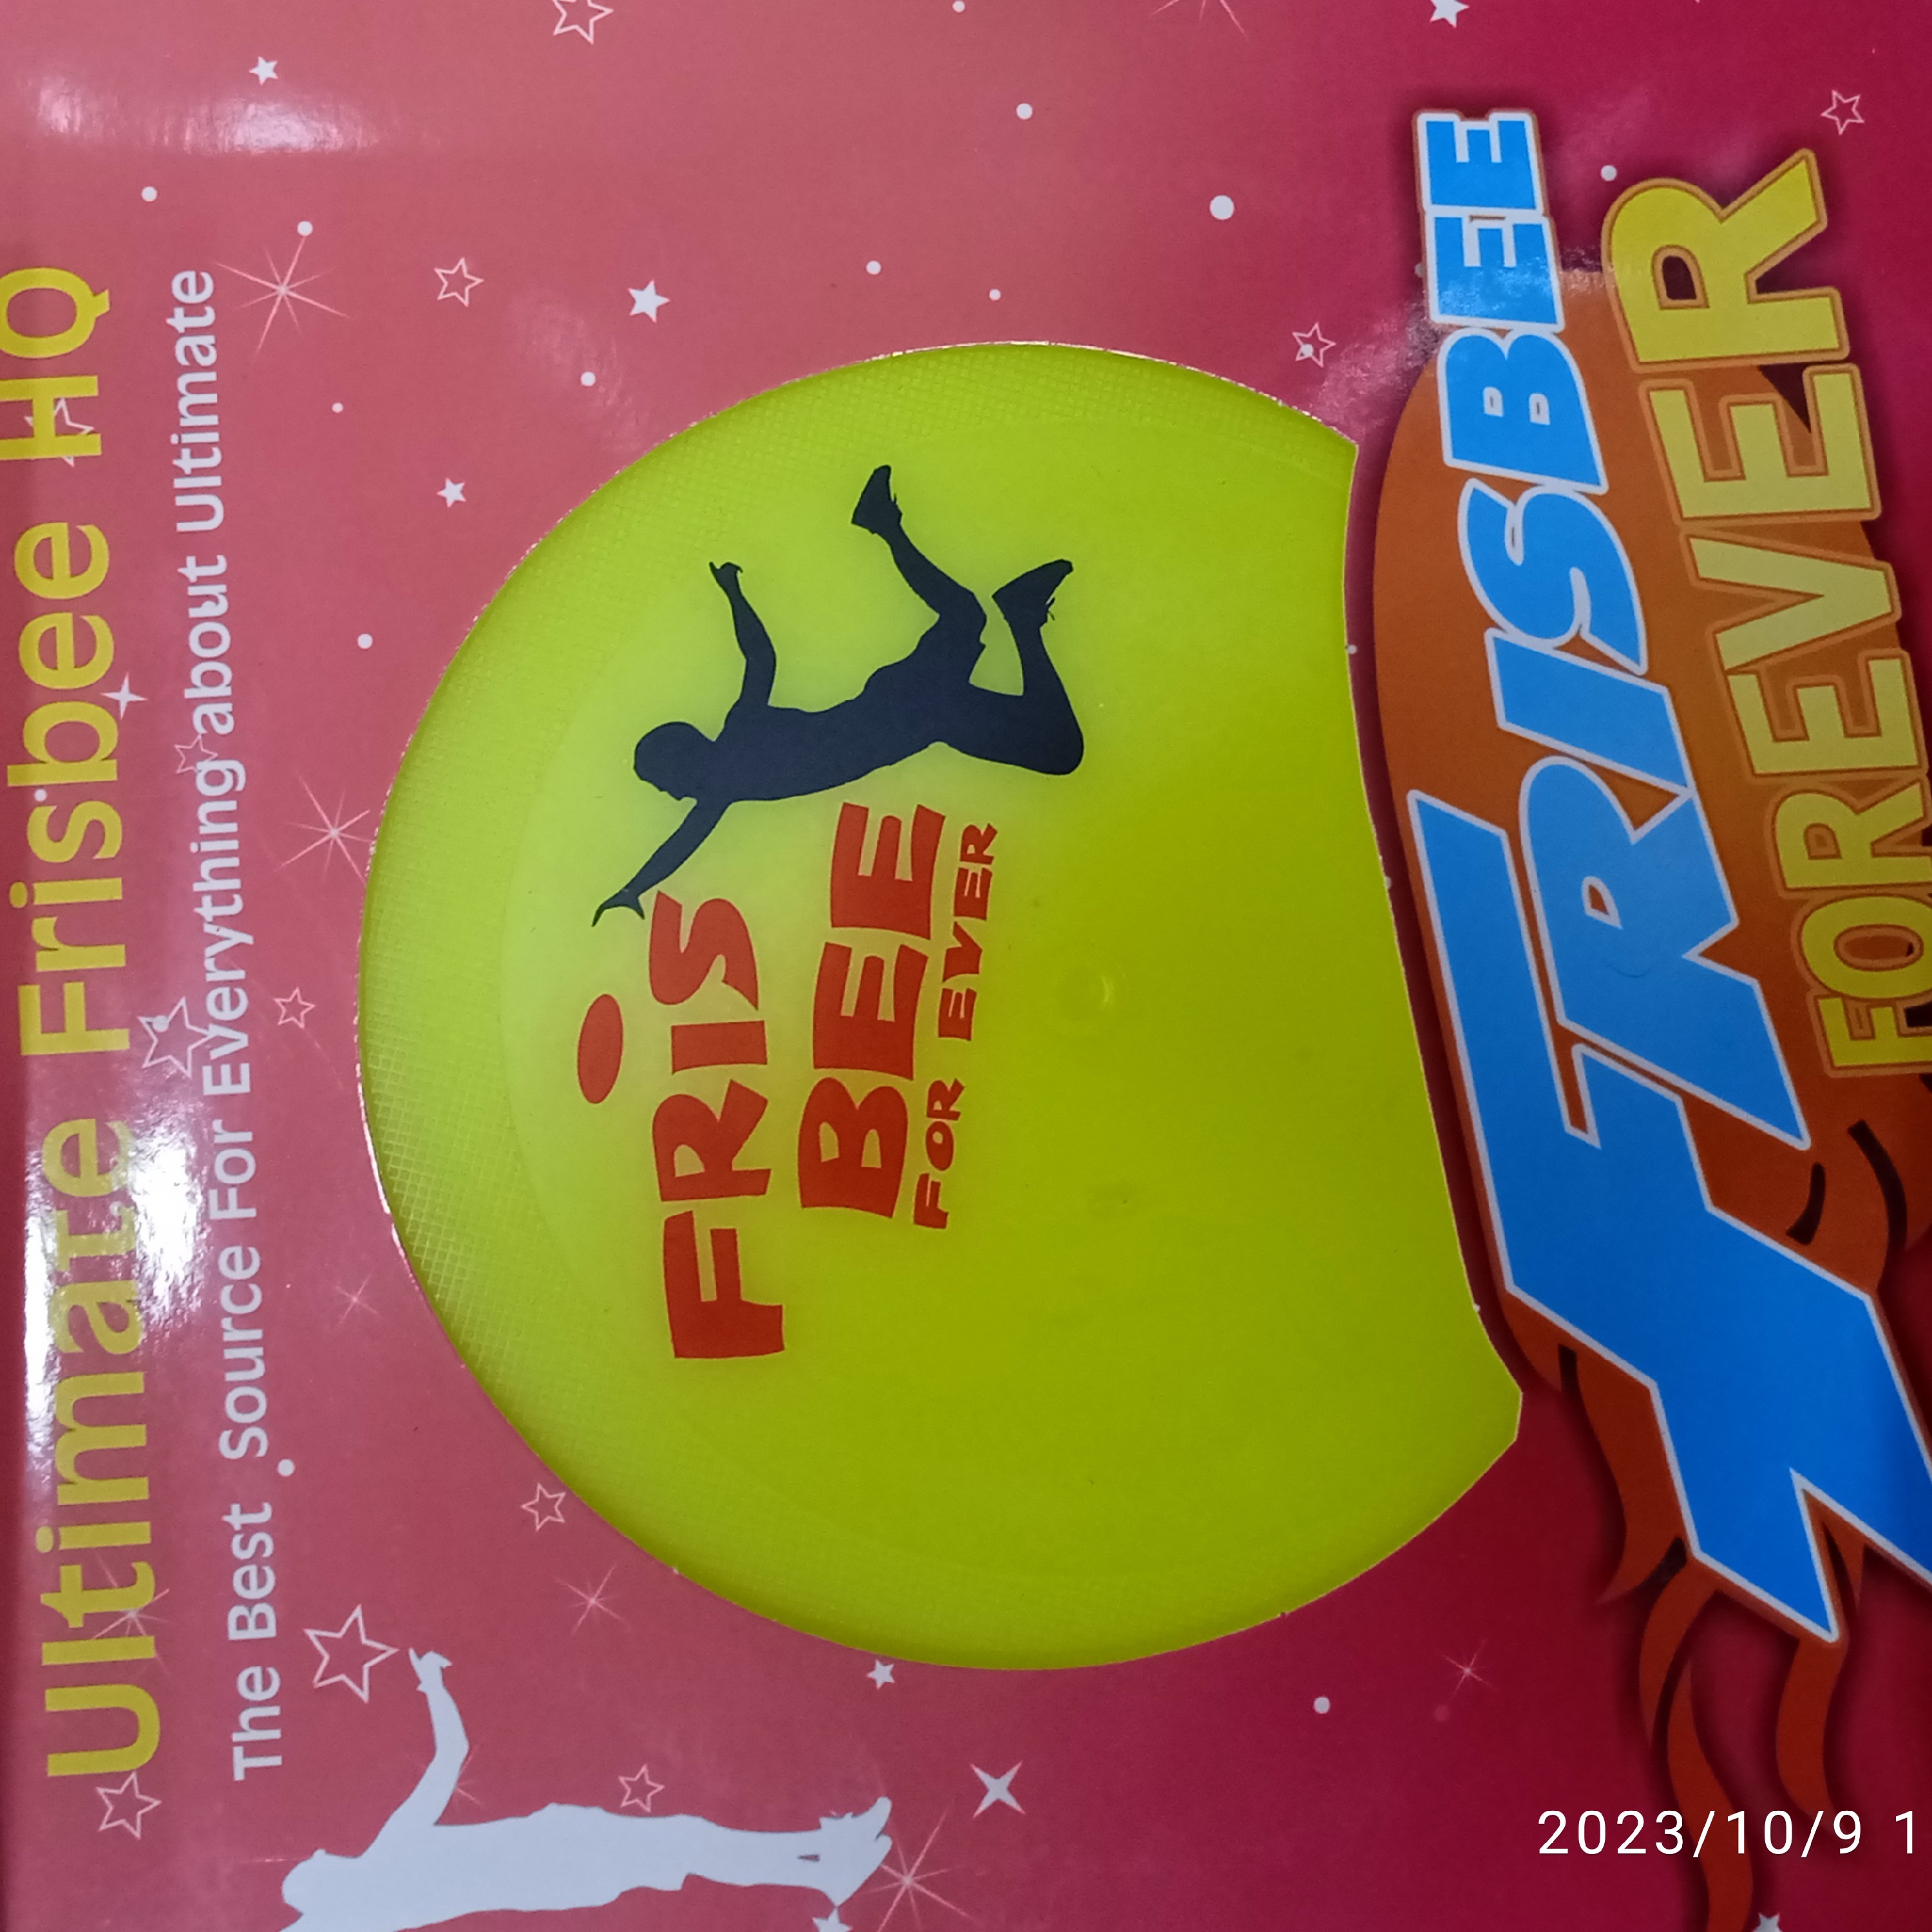 Ultimate Frisbee HQ
The Best Source For Everything about Ultimate
FRIS
BEE
FOR EVER
FRISBEE
FOREVER
2023/10/9 1